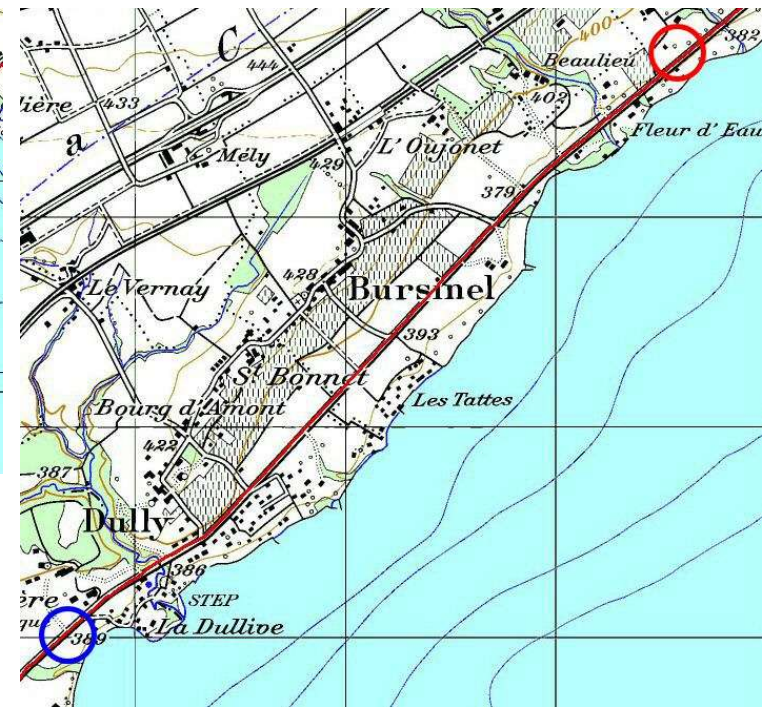 C
400
382
Beaulieu
444
402
433
ière
a
Mély
429
L'Oujonet
Fleur d'Eau
379
Le Vernay
428
Bursinel
393
St Bonnet
Bourg d'Amont
Les Tattes
422
387
Dully
386
ère
STEP
que
389
La Dullive